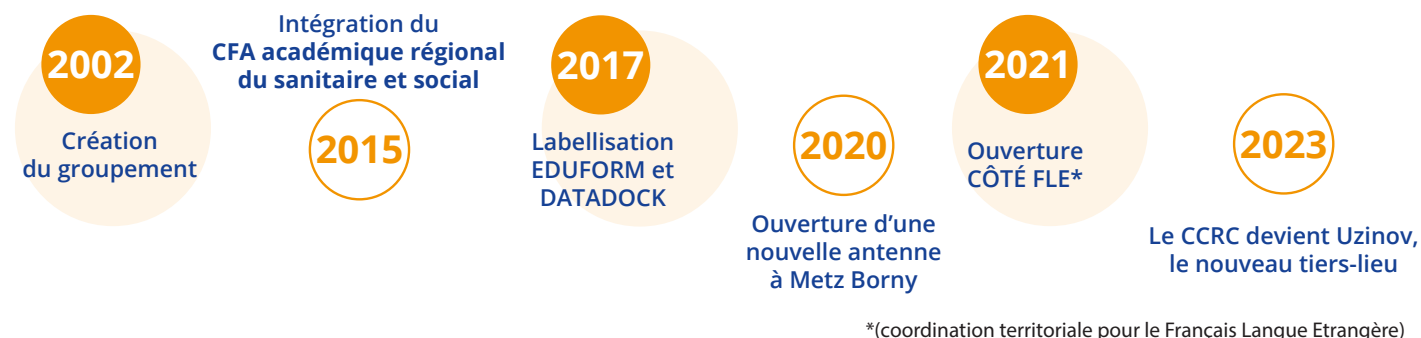 2002
Création
du groupement
Intégration du
CFA académique régional
du sanitaire et social
2015
2017
Labellisation
EDUFORM et
DATADOCK
2020
Ouverture d'une
nouvelle antenne
à Metz Borny
2021
Ouverture
CÔTÉ FLE*
2023
Le CCRC devient Uzinov,
le nouveau tiers-lieu
*(coordination territoriale pour le Français Langue Etrangère)